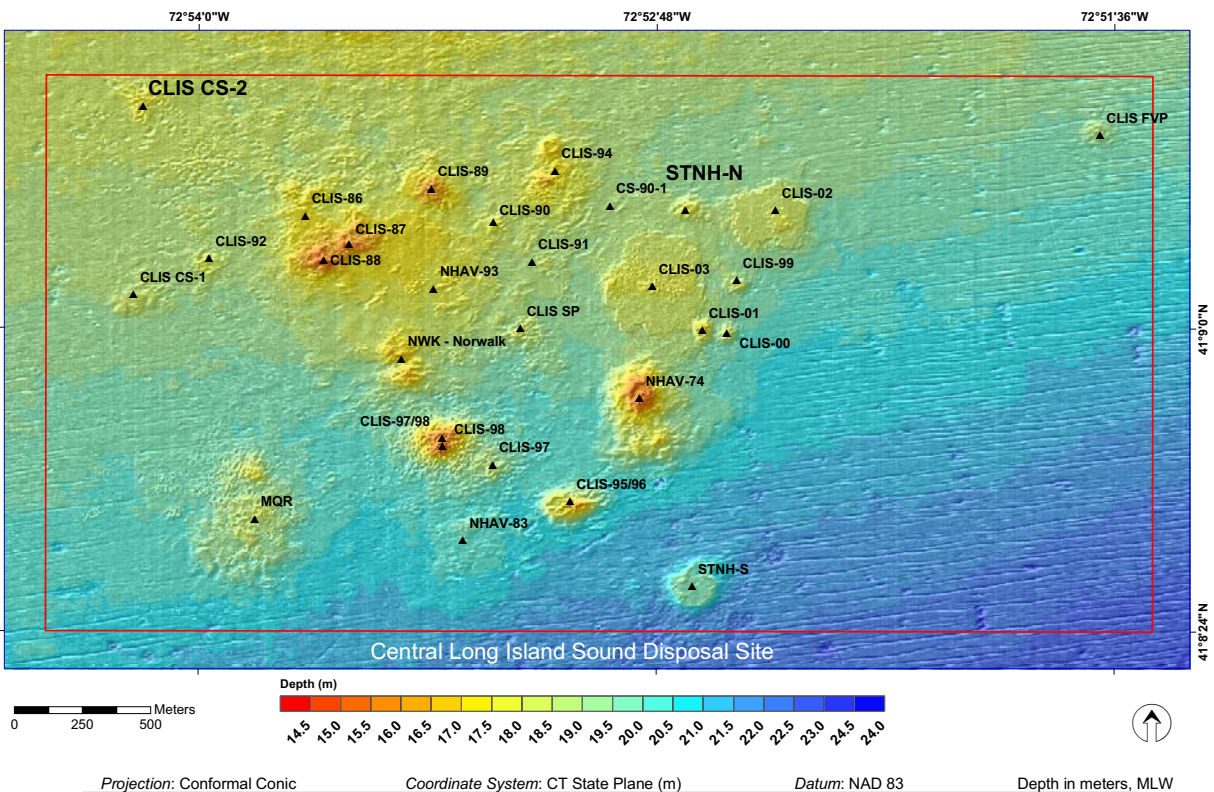 72°54'0"W 72°52'48"W 72°51'36"W
CLIS CS-2
CLIS FVP
CLIS-94
CLIS-89
STNH-N
CS-90-1
CLIS-02
CLIS-86
CLIS-90
CLIS-87
CLIS-92
CLIS-91
CLIS-88
CLIS-99
CLIS CS-1
NHAV-93
CLIS-03
CLIS SP
CLIS-01
41°9'0"N
NWK - Norwalk
CLIS-00
NHAV-74
CLIS-97/98
CLIS-98
CLIS-97
CLIS-95/96
MQR
NHAV-83
STNH-S
41°8'24"N
Central Long Island Sound Disposal Site
Depth (m)
Meters
0 250 500
14.5 15.0 15.5 16.0 16.5 17.0 17.5 18.0 19.0 19.5 20.0 20.5 21.0 21.5 22.0 22.5 23.0 24.5 24.0
Projection: Conformal Conic Coordinate System: CT State Plane (m) Datum: NAD 83 Depth in meters, MLW